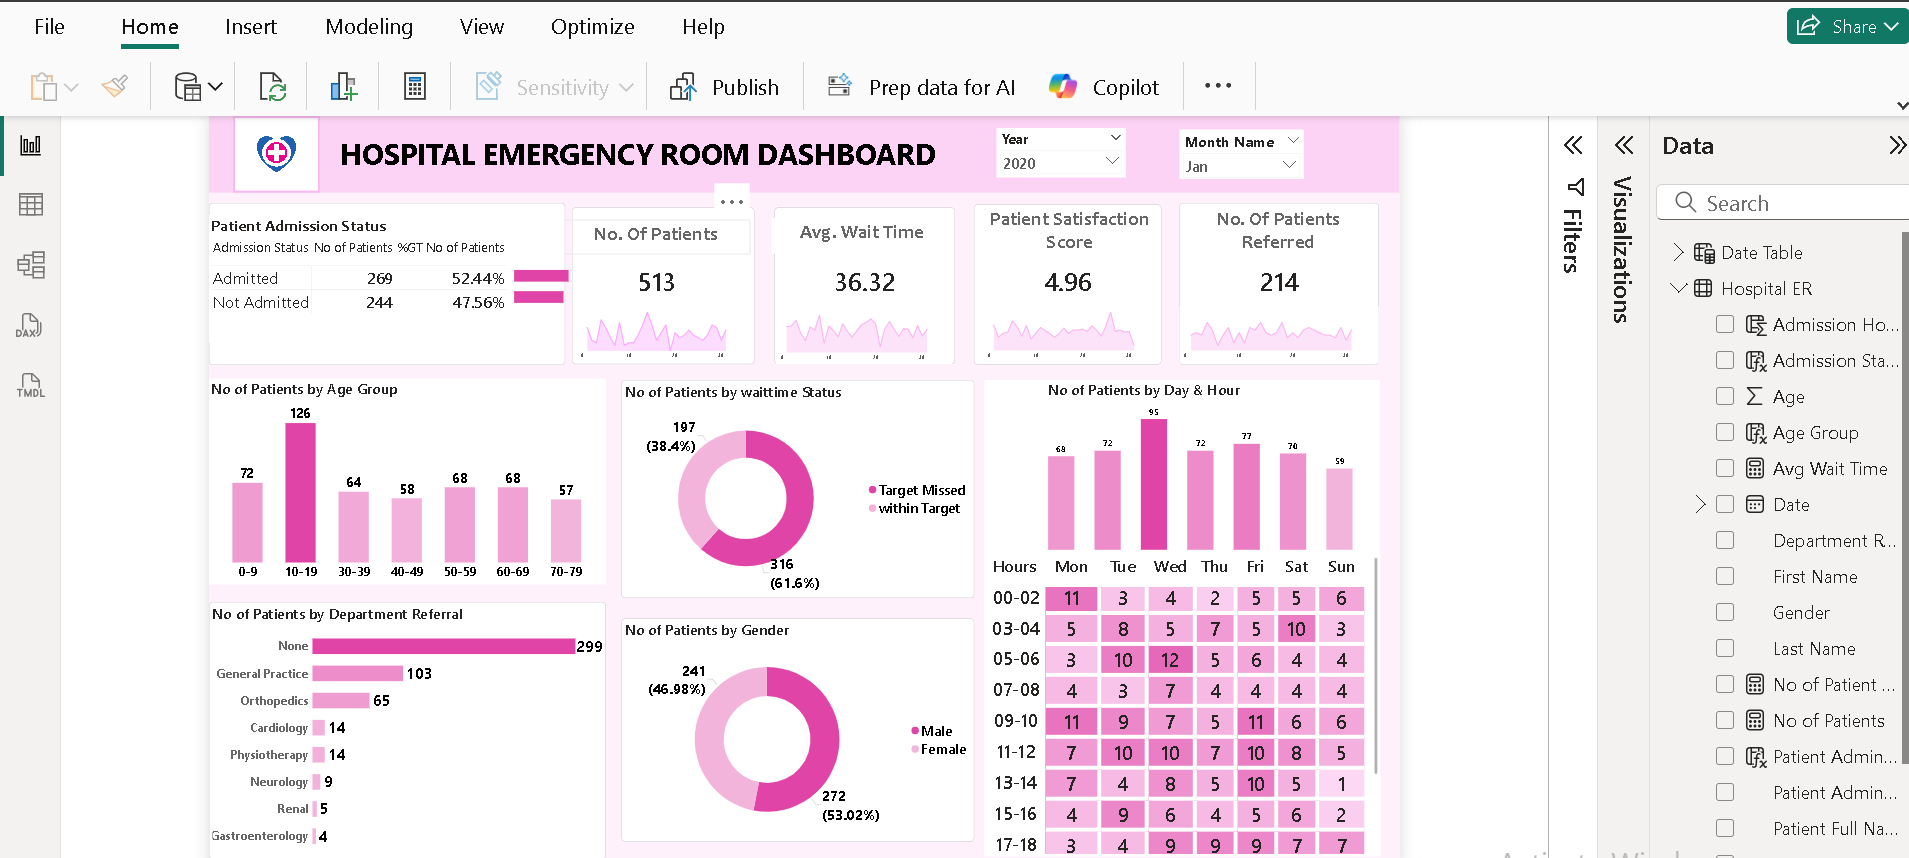 File Home Insert Modeling View Optimize Help Share
Sensitivity Publish Prep data for AI Copilot ...
HOSPITAL EMERGENCY ROOM DASHBOARD
Year
2020
Month Name
Jan
Patient Admission Status
Admission Status No of Patients %GT No of Patients
Admitted 269 52.44%
Not Admitted 244 47.56%
No. Of Patients
513
Avg. Wait Time
36.32
Patient Satisfaction
Score
4.96
No. Of Patients
Referred
214
No of Patients by Age Group
72 126 64 58 68 68 57
0-9 10-19 30-39 40-49 50-59 60-69 70-79
No of Patients by waittime Status
197
(38.4%)
Target Missed
within Target
316
(61.6%)
No of Patients by Department Referral
None 299
General Practice 103
Orthopedics 65
Cardiology 14
Physiotherapy 14
Neurology 9
Renal 5
Gastroenterology 4
No of Patients by Gender
241
(46.98%)
Male
Female
272
(53.02%)
No of Patients by Day & Hour
68 72 95 72 77 70 59
Hours Mon Tue Wed Thu Fri Sat Sun
00-02 11 3 4 2 5 5 6
03-04 5 8 5 7 5 10 3
05-06 3 10 12 5 6 4 4
07-08 4 3 7 4 4 4 4
09-10 11 9 7 5 11 6 6
11-12 7 10 10 7 10 8 5
13-14 7 4 8 5 10 5 1
15-16 4 9 6 4 5 6 2
17-18 3 4 9 9 9 7 7
DAX
TMDL
Filters
Visualizations
Data
Search
Date Table
Hospital ER
Admission Ho...
Admission Sta...
Age
Age Group
Avg Wait Time
Date
Department R...
First Name
Gender
Last Name
No of Patient ...
No of Patients
Patient Admin...
Patient Admin...
Patient Full Na...